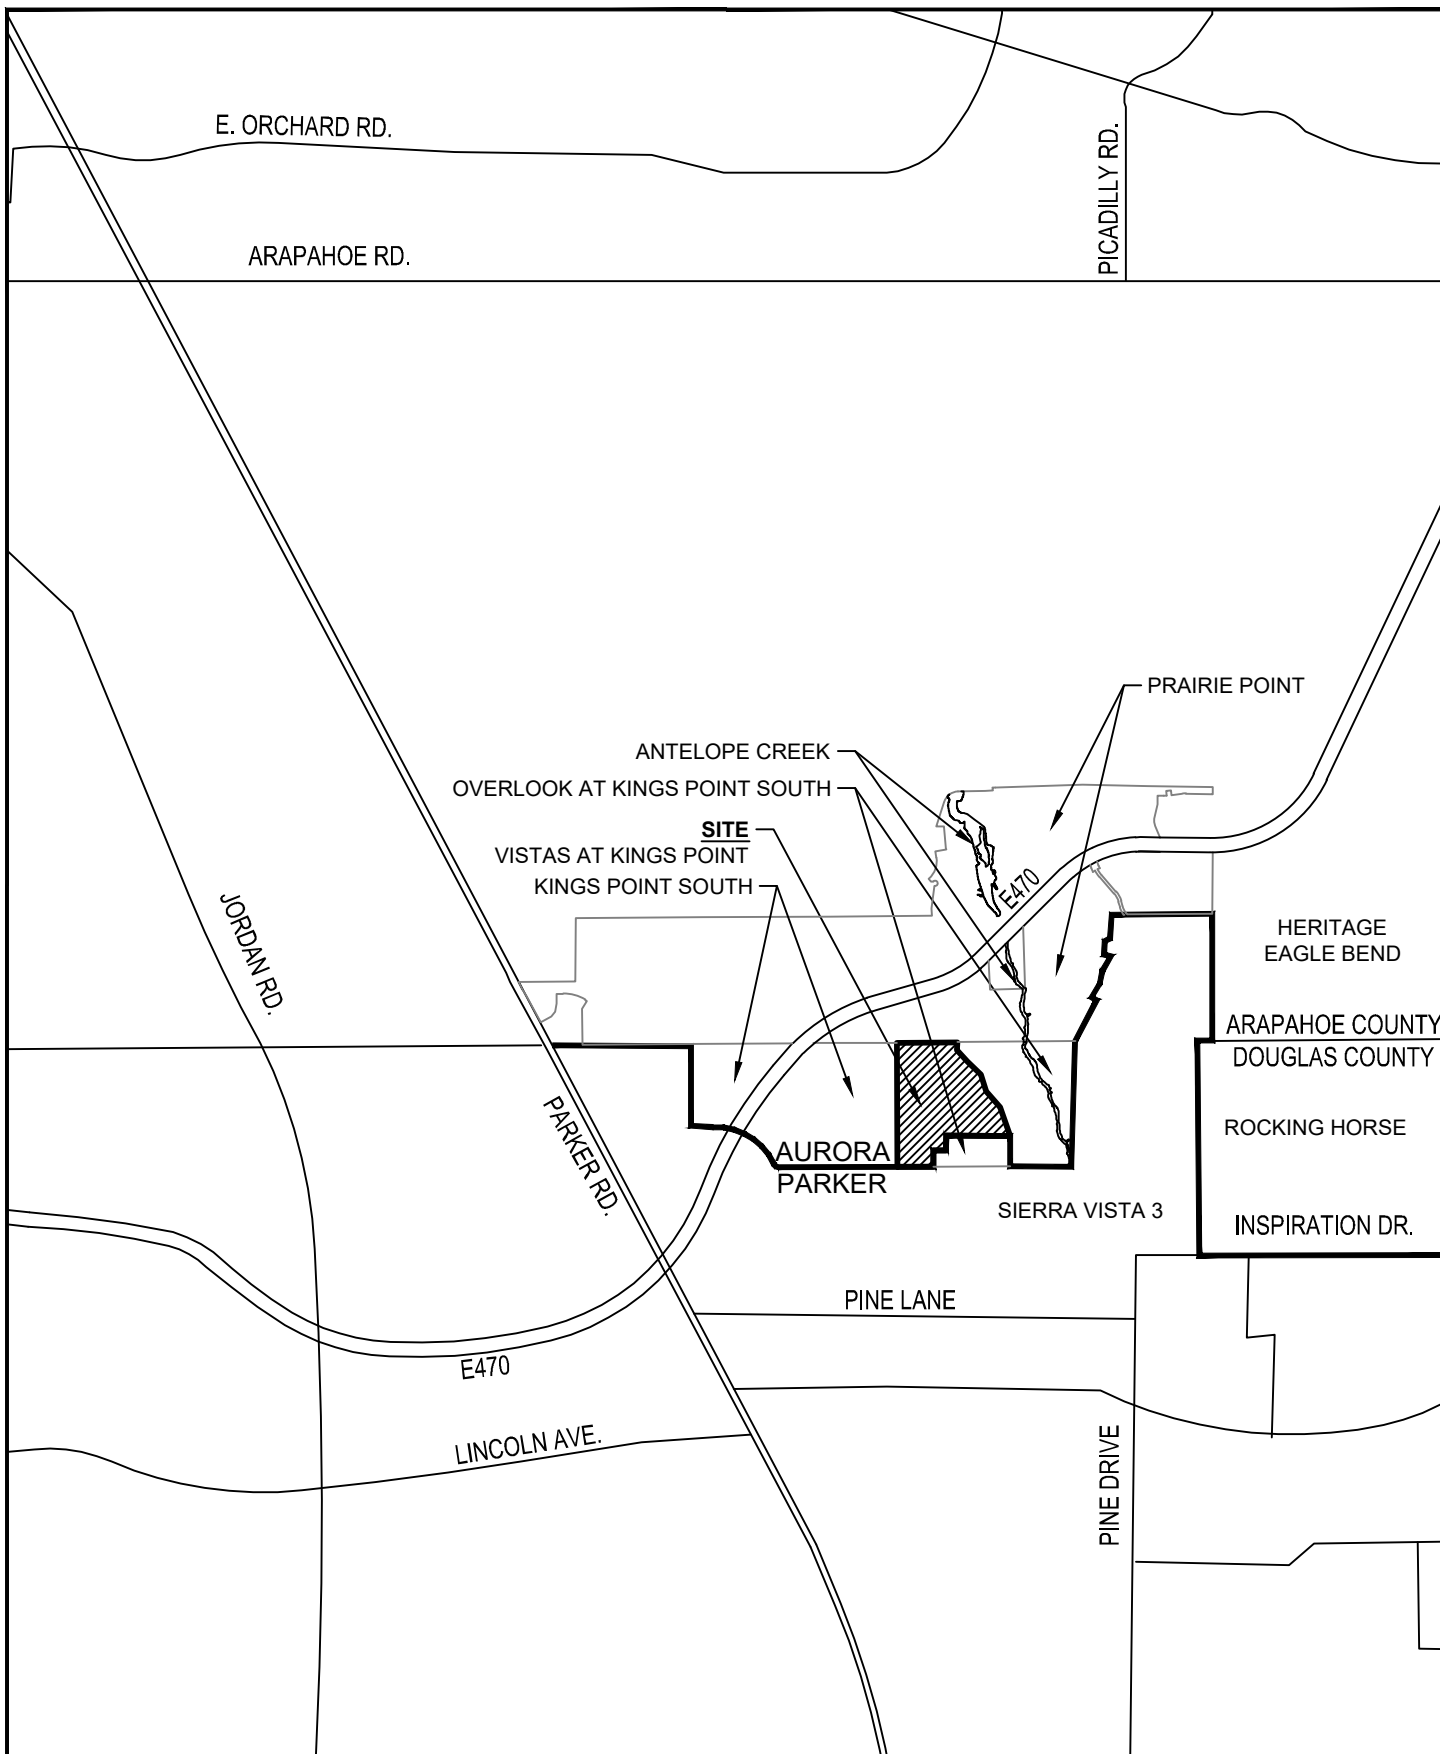 E. ORCHARD RD.
PICADILLY RD.
ARAPAHOE RD.
PRAIRIE POINT
ANTELOPE CREEK
OVERLOOK AT KINGS POINT SOUTH
SITE
VISTAS AT KINGS POINT
KINGS POINT SOUTH
E470
JORDAN RD.
HERITAGE
EAGLE BEND
ARAPAHOE COUNTY
DOUGLAS COUNTY
PARKER RD.
ROCKING HORSE
AURORA
PARKER
SIERRA VISTA 3
INSPIRATION DR.
PINE LANE
E470
LINCOLN AVE.
PINE DRIVE